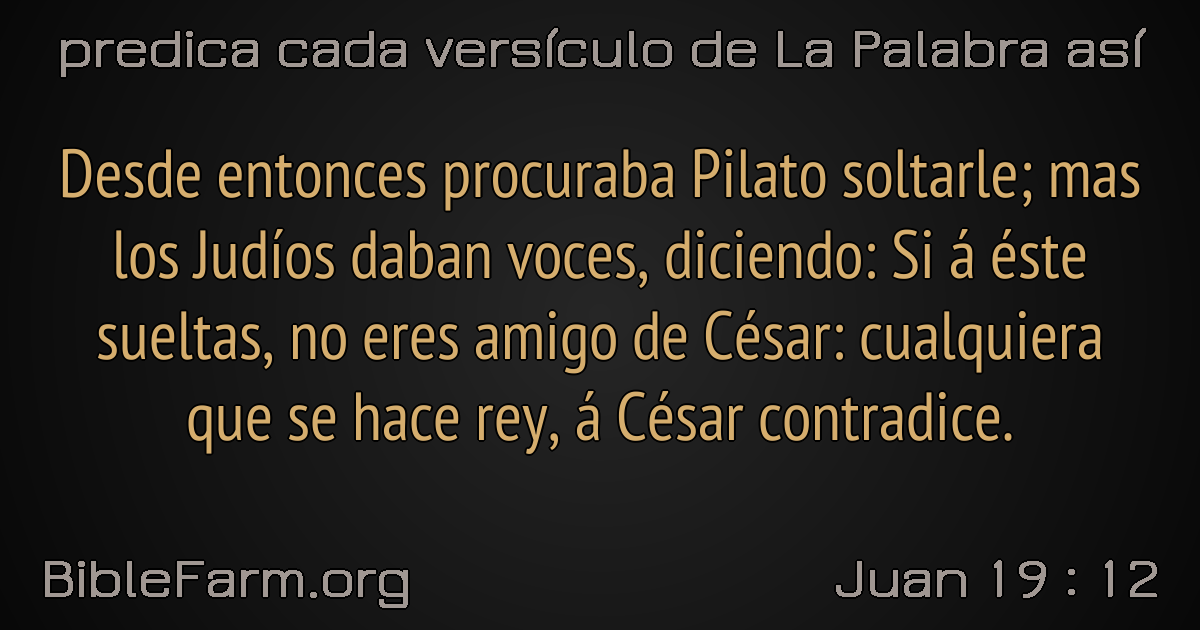 predica cada versículo de La Palabra así
Desde entonces procuraba Pilato soltarle; mas
los Judíos daban voces, diciendo: Si á éste
sueltas, no eres amigo de César: cualquiera
que se hace rey, á César contradice.
BibleFarm.org
Juan 19 : 12